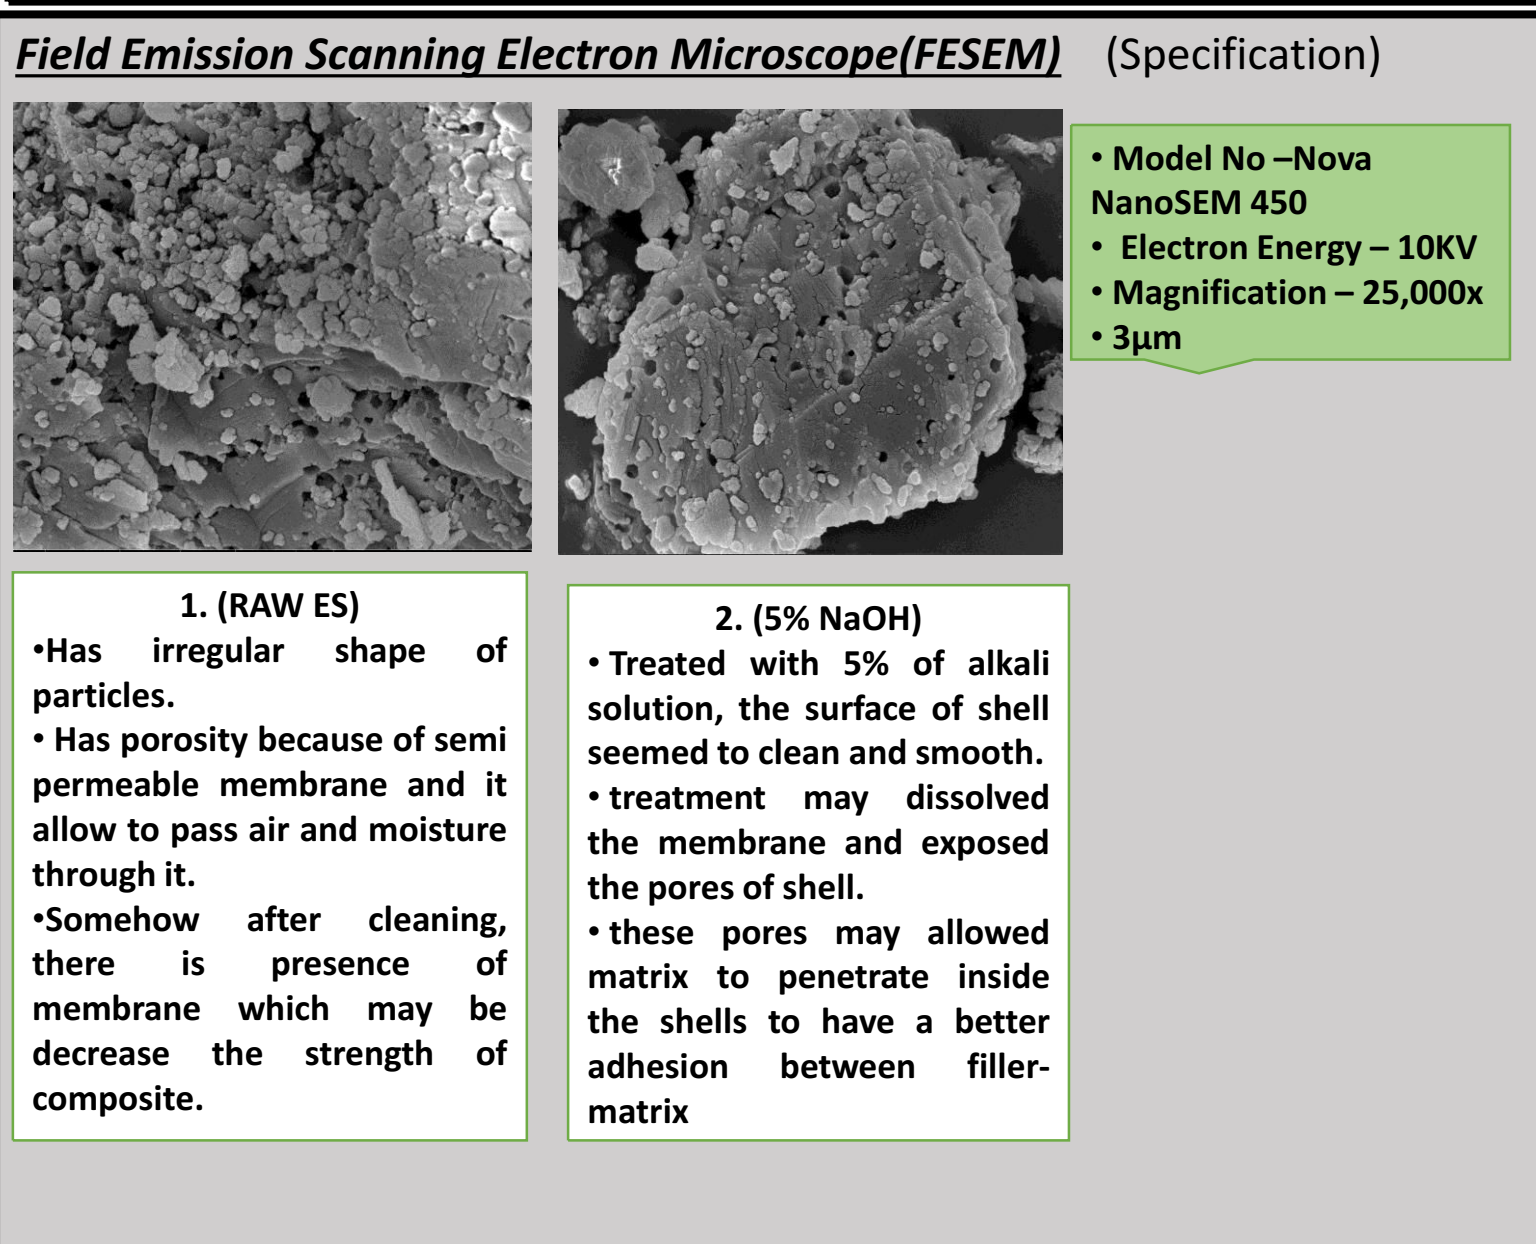 Field Emission Scanning Electron Microscope(FESEM) (Specification)
• Model No –Nova
NanoSEM 450
• Electron Energy – 10KV
• Magnification – 25,000x
• 3µm
1. (RAW ES)
•Has irregular shape of
particles.
• Has porosity because of semi
permeable membrane and it
allow to pass air and moisture
through it.
•Somehow after cleaning,
there is presence of
membrane which may be
decrease the strength of
composite.
2. (5% NaOH)
• Treated with 5% of alkali
solution, the surface of shell
seemed to clean and smooth.
• treatment may dissolved
the membrane and exposed
the pores of shell.
• these pores may allowed
matrix to penetrate inside
the shells to have a better
adhesion between filler-
matrix